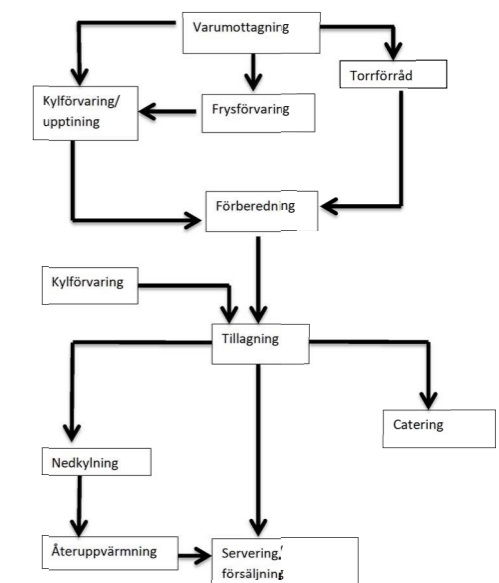 Varumottagning
Torrförråd
Kylförvaring/
upptining
Frysförvaring
Förberedning
Kylförvaring
Tillagning
Catering
Nedkylning
Återuppvärmning
Servering/
försäljning